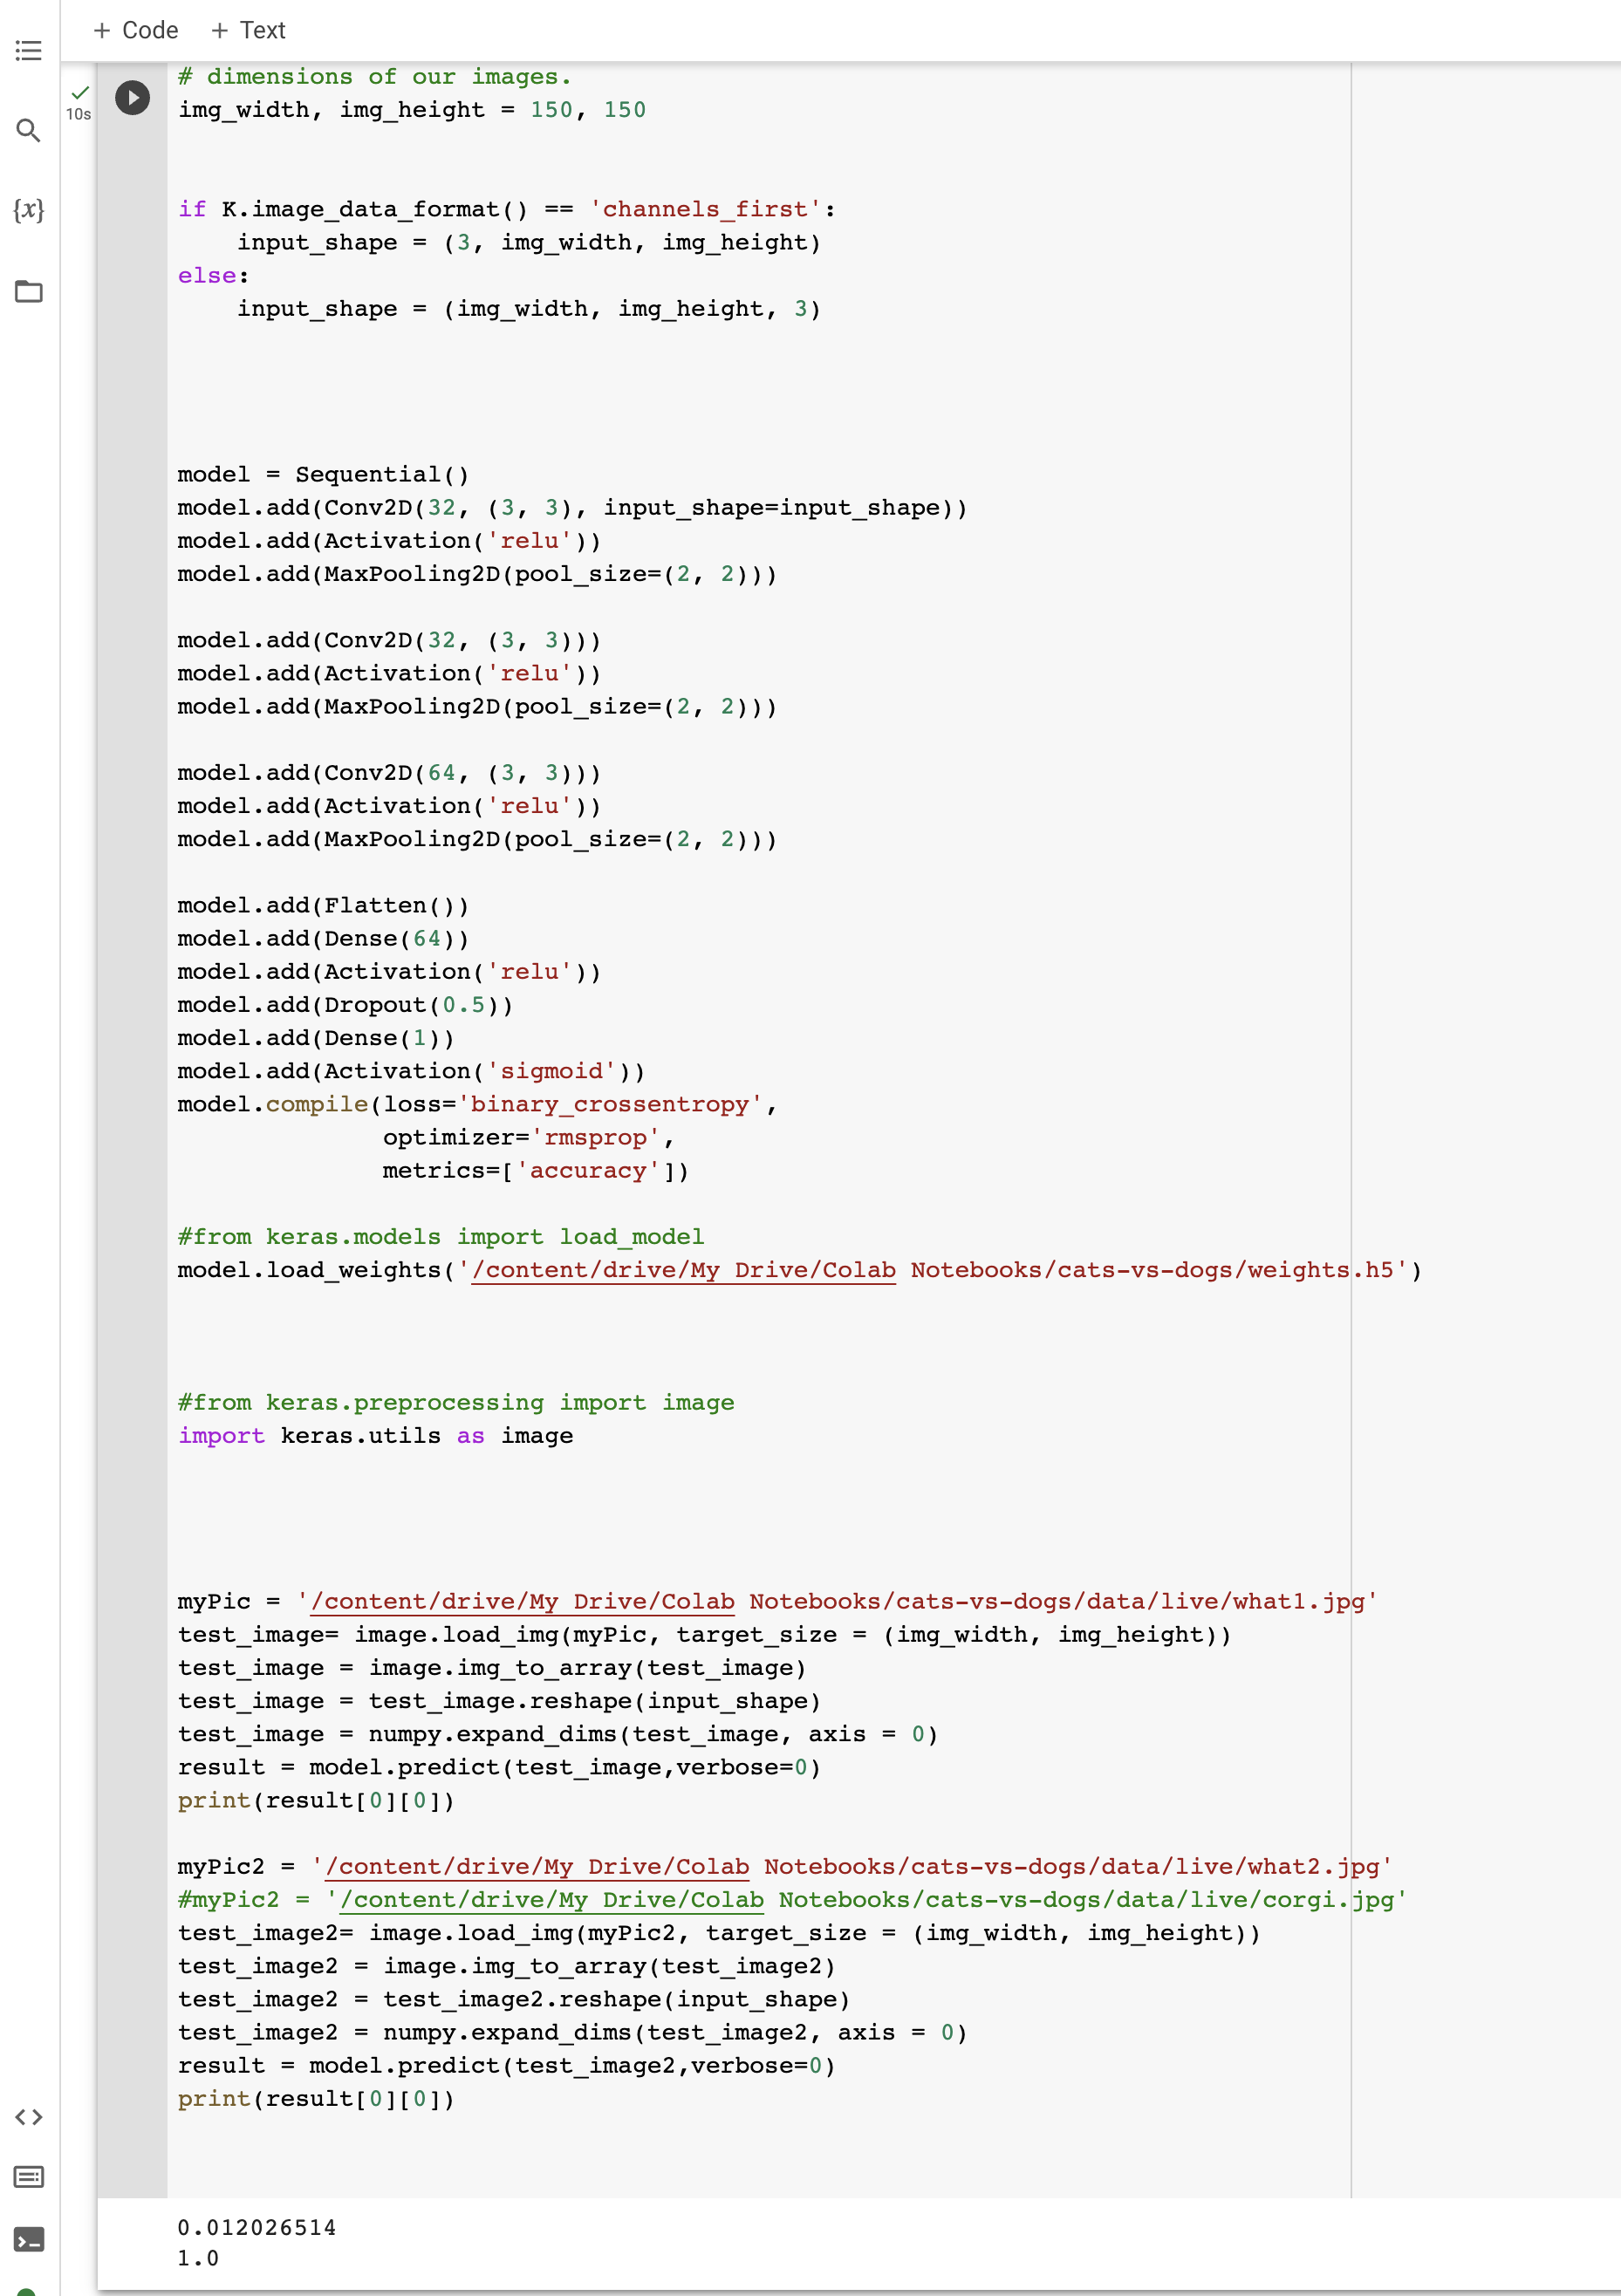 + Code + Text
# dimensions of our images.
10s
img_width, img_height = 150, 150
{x}
if K.image_data_format() == 'channels_first':
    input_shape = (3, img_width, img_height)
else:
    input_shape = (img_width, img_height, 3)
model = Sequential()
model.add(Conv2D(32, (3, 3), input_shape=input_shape))
model.add(Activation('relu'))
model.add(MaxPooling2D(pool_size=(2, 2)))
model.add(Conv2D(32, (3, 3)))
model.add(Activation('relu'))
model.add(MaxPooling2D(pool_size=(2, 2)))
model.add(Conv2D(64, (3, 3)))
model.add(Activation('relu'))
model.add(MaxPooling2D(pool_size=(2, 2)))
model.add(Flatten())
model.add(Dense(64))
model.add(Activation('relu'))
model.add(Dropout(0.5))
model.add(Dense(1))
model.add(Activation('sigmoid'))
model.compile(loss='binary_crossentropy',
              optimizer='rmsprop',
              metrics=['accuracy'])
#from keras.models import load_model
model.load_weights('/content/drive/My Drive/Colab Notebooks/cats-vs-dogs/weights.h5')
#from keras.preprocessing import image
import keras.utils as image
myPic = '/content/drive/My Drive/Colab Notebooks/cats-vs-dogs/data/live/what1.jpg'
test_image= image.load_img(myPic, target_size = (img_width, img_height))
test_image = image.img_to_array(test_image)
test_image = test_image.reshape(input_shape)
test_image = numpy.expand_dims(test_image, axis = 0)
result = model.predict(test_image,verbose=0)
print(result[0][0])
myPic2 = '/content/drive/My Drive/Colab Notebooks/cats-vs-dogs/data/live/what2.jpg'
#myPic2 = '/content/drive/My Drive/Colab Notebooks/cats-vs-dogs/data/live/corgi.jpg'
test_image2= image.load_img(myPic2, target_size = (img_width, img_height))
test_image2 = image.img_to_array(test_image2)
test_image2 = test_image2.reshape(input_shape)
test_image2 = numpy.expand_dims(test_image2, axis = 0)
result = model.predict(test_image2,verbose=0)
print(result[0][0])
0.012026514
1.0